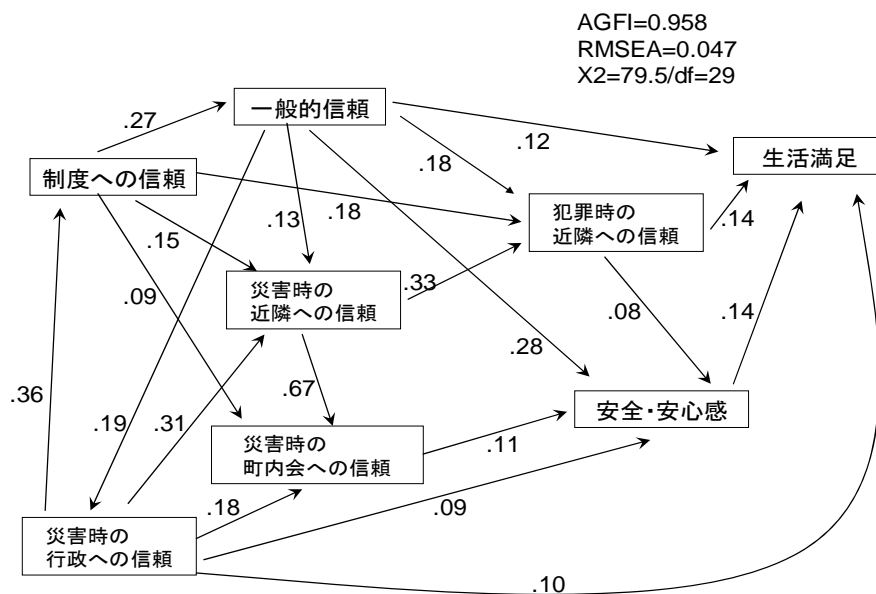 AGFI=0.958
RMSEA=0.047
X2=79.5/df=29
一般的信頼
.27
.12
生活満足
制度への信頼
.18
犯罪時の
近隣への信頼
.13
.18
.14
.15
災害時の
近隣への信頼
.33
.09
.08
.14
.28
.36
.67
安全・安心感
.19
.31
災害時の
町内会への信頼
.11
.18
.09
災害時の
行政への信頼
.10